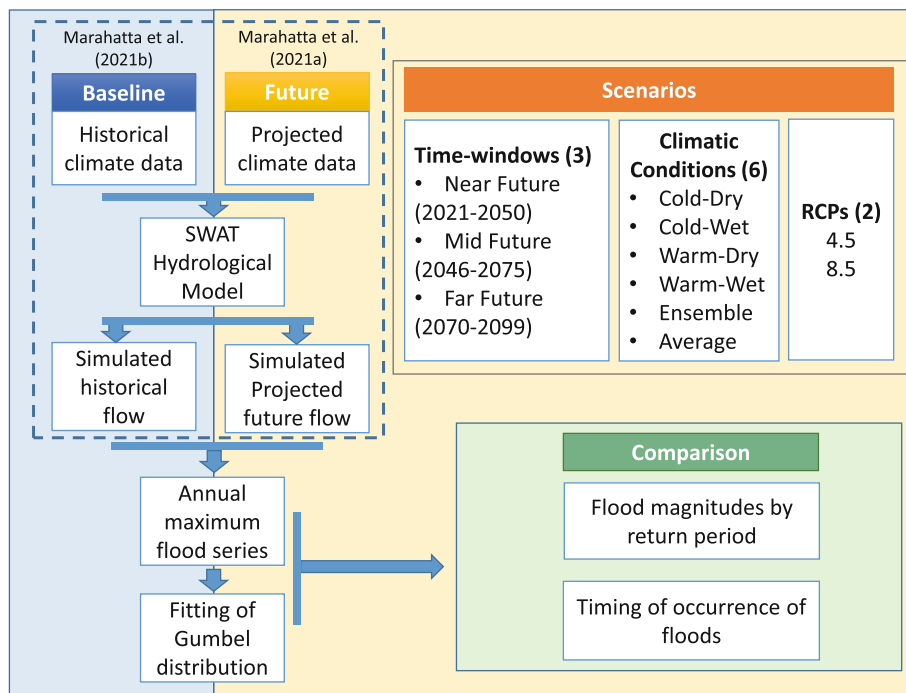 Marahatta et al.
(2021b)
Marahatta et al.
(2021a)
Baseline
Future
Historical
climate data
Projected
climate data
SWAT
Hydrological
Model
Simulated
historical
flow
Simulated
Projected
future flow
Annual
maximum
flood series
Fitting of
Gumbel
distribution
Scenarios
Time-windows (3)
• Near Future
(2021-2050)
• Mid Future
(2046-2075)
• Far Future
(2070-2099)
Climatic
Conditions (6)
• Cold-Dry
• Cold-Wet
• Warm-Dry
• Warm-Wet
• Ensemble
• Average
RCPs (2)
4.5
8.5
Comparison
Flood magnitudes by
return period
Timing of occurrence of
floods